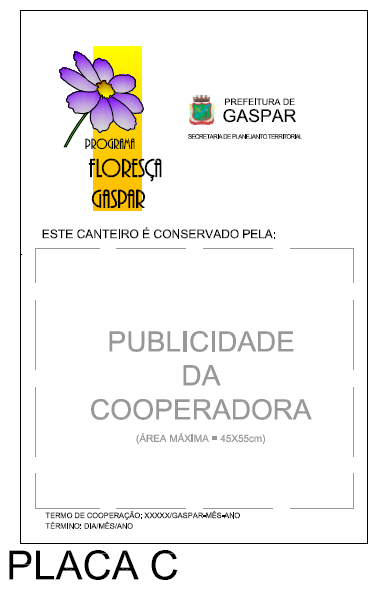 PROGRAMA
FLORESÇA
GASPAR
PREFEITURA DE
GASPAR
SECRETARIA DE PLANEJANTO TERRITORIAL
ESTE CANTEIRO É CONSERVADO PELA:
PUBLICIDADE
DA
COOPERADORA
(ÁREA MÁXIMA = 45X55cm)
TERMO DE COOPERAÇÃO: XXXXX/GASPAR-MÊS-ANO
TÉRMINO: DIA/MÊS/ANO
PLACA C